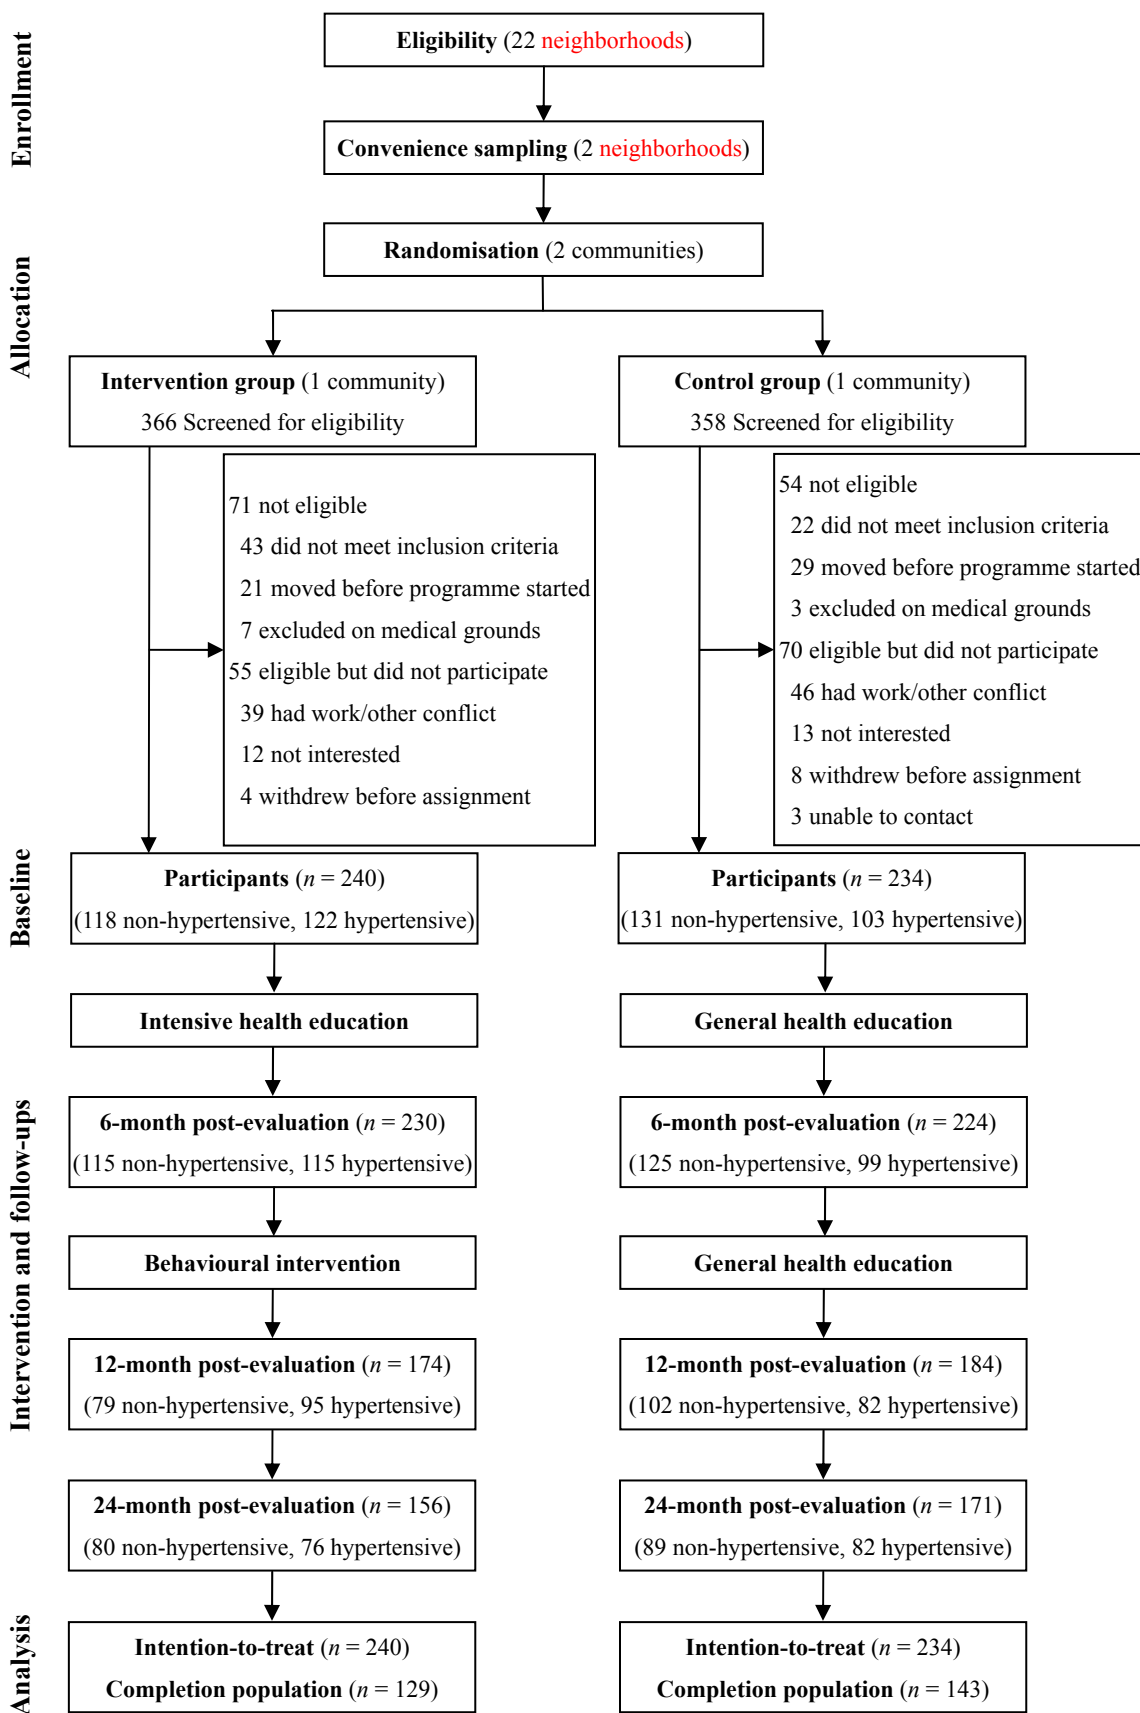 Enrollment
Eligibility (22 neighborhoods)
Convenience sampling (2 neighborhoods)
Allocation
Randomisation (2 communities)
Intervention group (1 community)
366 Screened for eligibility
Control group (1 community)
358 Screened for eligibility
71 not eligible
43 did not meet inclusion criteria
21 moved before programme started
7 excluded on medical grounds
55 eligible but did not participate
39 had work/other conflict
12 not interested
4 withdrew before assignment
54 not eligible
22 did not meet inclusion criteria
29 moved before programme started
3 excluded on medical grounds
70 eligible but did not participate
46 had work/other conflict
13 not interested
8 withdrew before assignment
3 unable to contact
Baseline
Participants (n = 240)
(118 non-hypertensive, 122 hypertensive)
Participants (n = 234)
(131 non-hypertensive, 103 hypertensive)
Intervention and follow-ups
Intensive health education
General health education
6-month post-evaluation (n = 230)
(115 non-hypertensive, 115 hypertensive)
6-month post-evaluation (n = 224)
(125 non-hypertensive, 99 hypertensive)
Behavioural intervention
General health education
12-month post-evaluation (n = 174)
(79 non-hypertensive, 95 hypertensive)
12-month post-evaluation (n = 184)
(102 non-hypertensive, 82 hypertensive)
24-month post-evaluation (n = 156)
(80 non-hypertensive, 76 hypertensive)
24-month post-evaluation (n = 171)
(89 non-hypertensive, 82 hypertensive)
Analysis
Intention-to-treat (n = 240)
Completion population (n = 129)
Intention-to-treat (n = 234)
Completion population (n = 143)